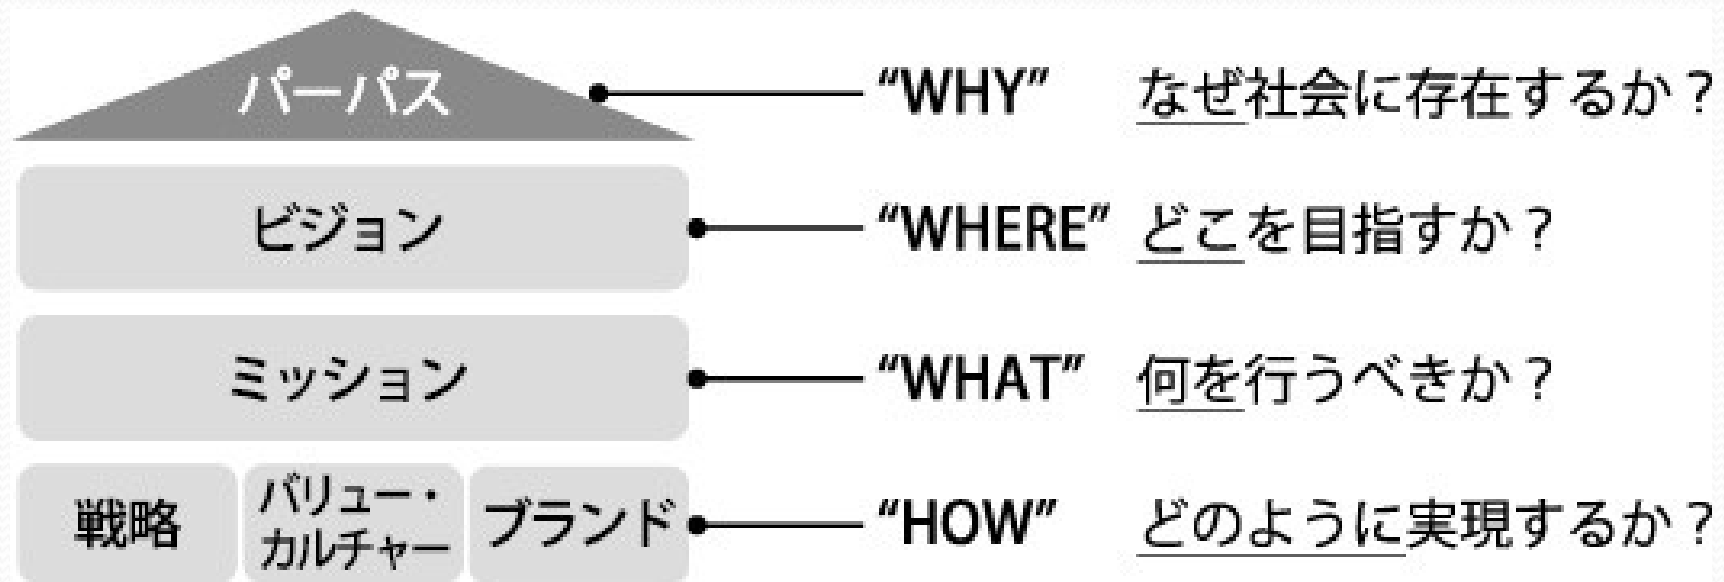 パーパス “WHY” なぜ社会に存在するか？
ビジョン “WHERE” どこを目指すか？
ミッション “WHAT” 何を行うべきか？
戦略
バリュー・
カルチャー
ブランド “HOW” どのように実現するか？